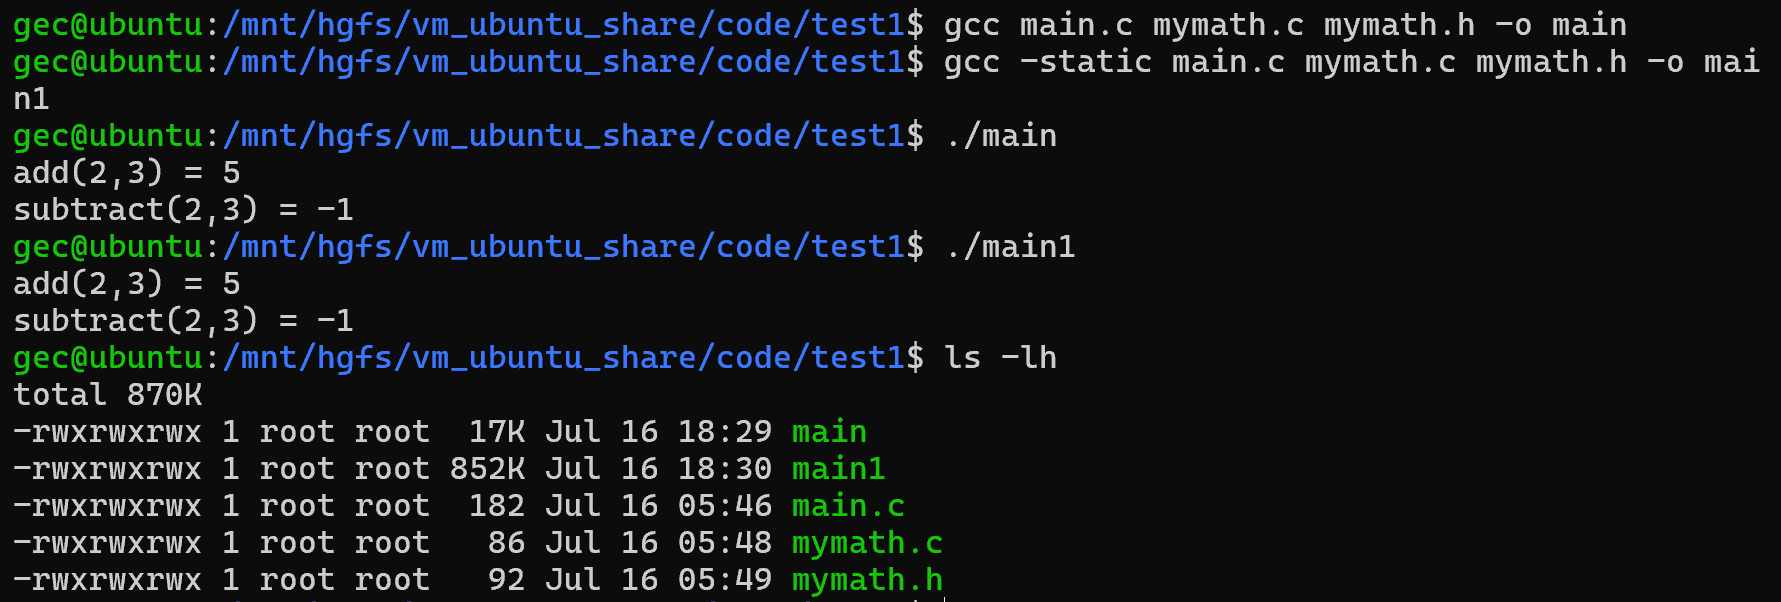 gec@ubuntu:/mnt/hgfs/vm_ubuntu_share/code/test1$ gcc main.c mymath.c mymath.h -o main
gec@ubuntu:/mnt/hgfs/vm_ubuntu_share/code/test1$ gcc -static main.c mymath.c mymath.h -o mai
n1
gec@ubuntu:/mnt/hgfs/vm_ubuntu_share/code/test1$ ./main
add(2,3) = 5
subtract(2,3) = -1
gec@ubuntu:/mnt/hgfs/vm_ubuntu_share/code/test1$ ./main1
add(2,3) = 5
subtract(2,3) = -1
gec@ubuntu:/mnt/hgfs/vm_ubuntu_share/code/test1$ ls -lh
total 870K
-rwxrwxrwx 1 root root  17K Jul 16 18:29 main
-rwxrwxrwx 1 root root 852K Jul 16 18:30 main1
-rwxrwxrwx 1 root root  182 Jul 16 05:46 main.c
-rwxrwxrwx 1 root root   86 Jul 16 05:48 mymath.c
-rwxrwxrwx 1 root root   92 Jul 16 05:49 mymath.h